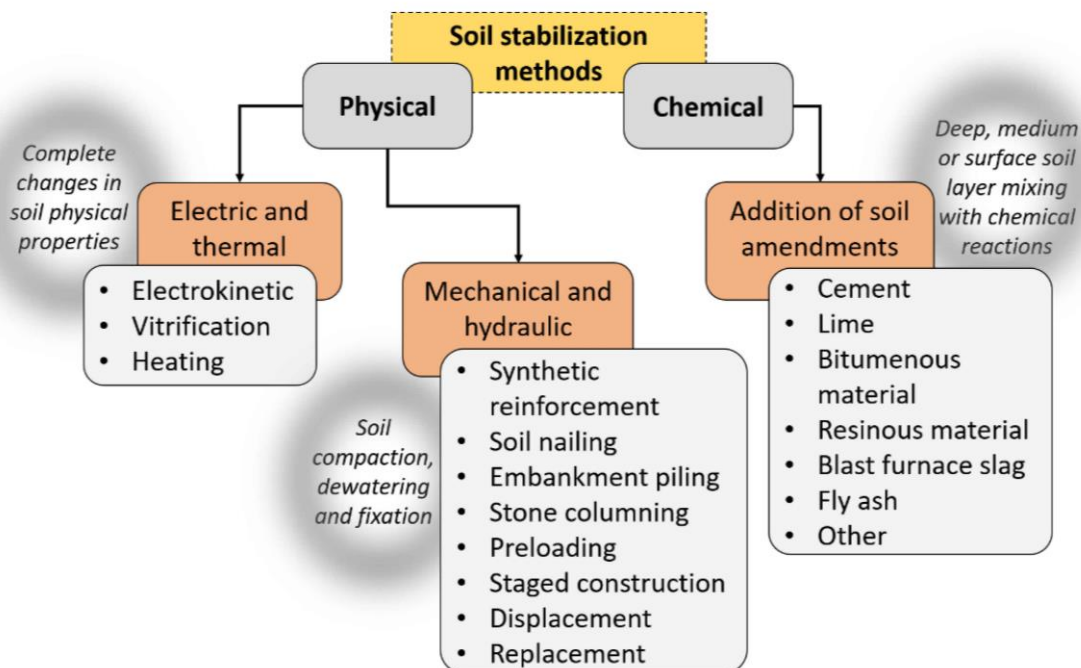 Soil stabilization
methods
Physical
Chemical
Complete
changes in
soil physical
properties
Electric and
thermal
• Electrokinetic
• Vitrification
• Heating
Mechanical and
hydraulic
Soil
compaction,
dewatering
and fixation
• Synthetic
reinforcement
• Soil nailing
• Embankment piling
• Stone columning
• Preloading
• Staged construction
• Displacement
• Replacement
Deep, medium
or surface soil
layer mixing
with chemical
reactions
Addition of soil
amendments
• Cement
• Lime
• Bitumenous
material
• Resinous material
• Blast furnace slag
• Fly ash
• Other